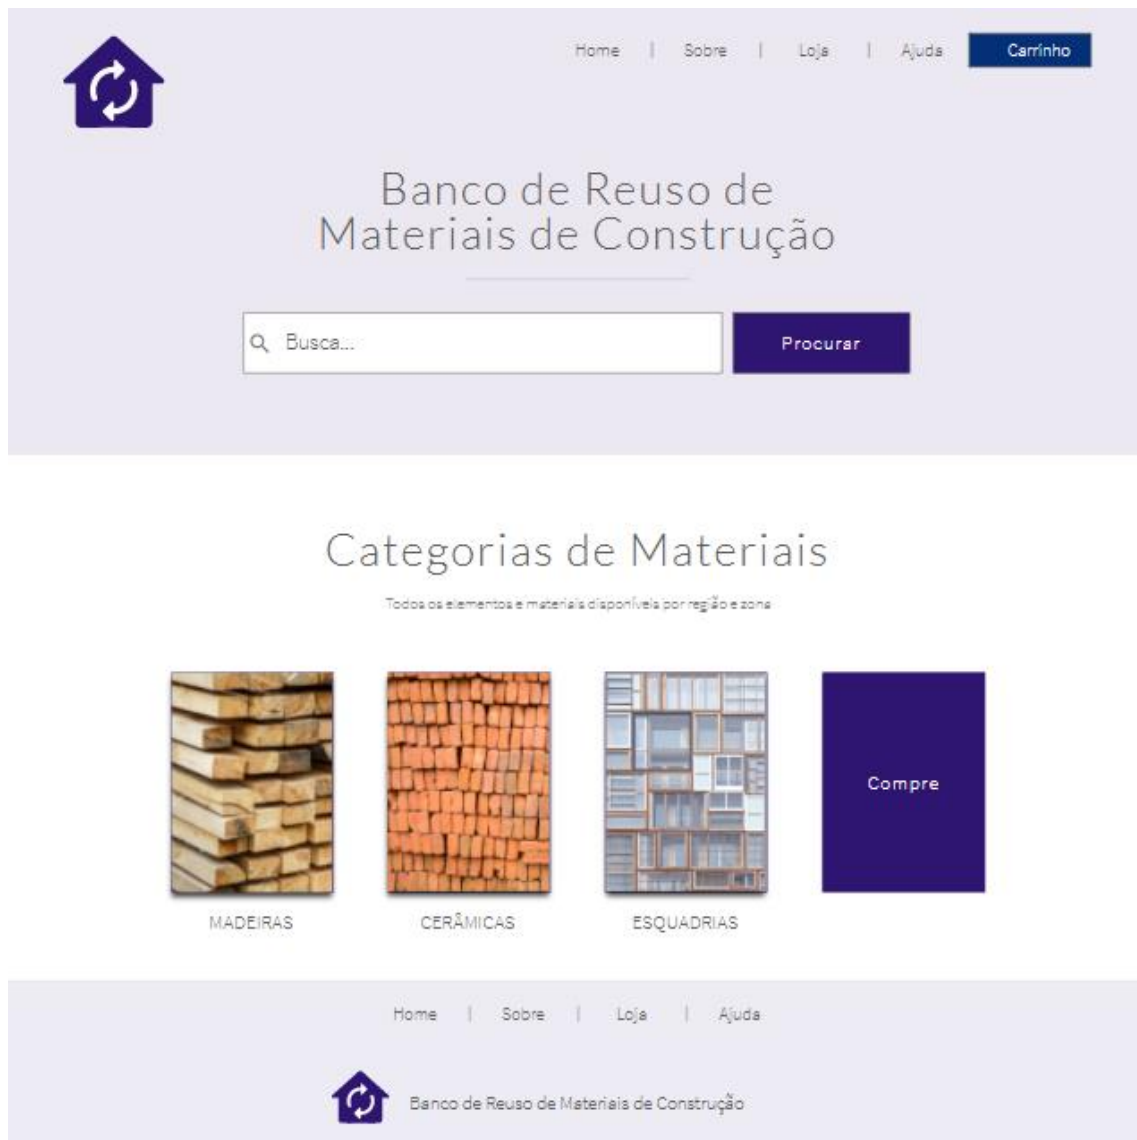 Home | Sobre | Loja | Ajuda Carrinho
Banco de Reuso de
Materiais de Construção
Busca...
Procurar
Categorias de Materiais
Todos os elementos e materiais disponíveis por região e zona
Compre
MADEIRAS
CERÂMICAS
ESQUADRIAS
Home | Sobre | Loja | Ajuda
Banco de Reuso de Materiais de Construção